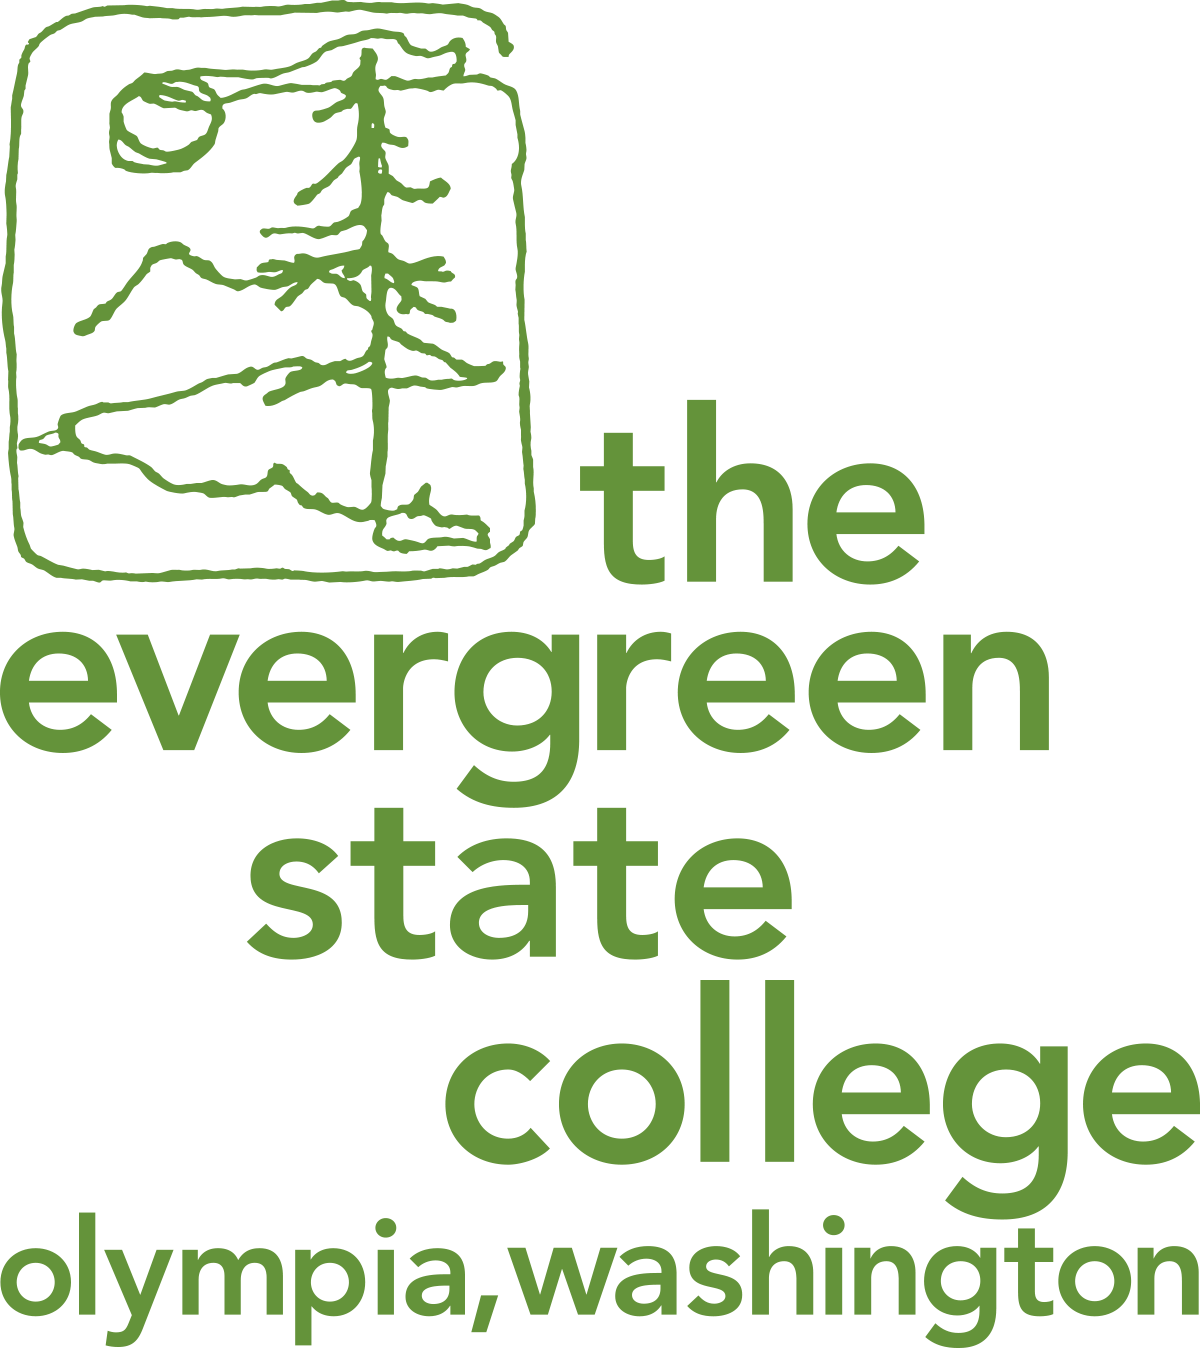 the
evergreen
state
college
olympia, washington